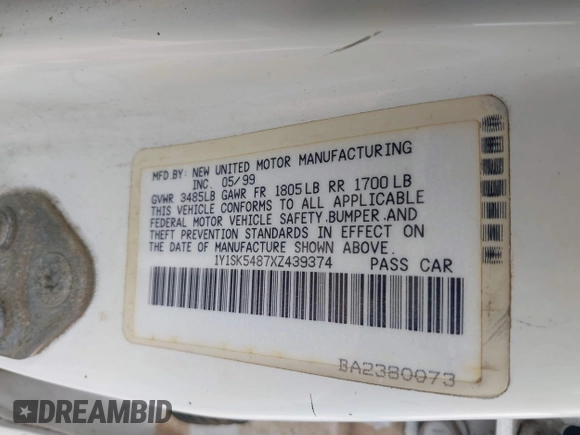 MFD.BY: NEW UNITED MOTOR MANUFACTURING
INC. 05/99
GVWR 3485LB GAWR FR 1805LB RR 1700LB
THIS VEHICLE CONFORMS TO ALL APPLICABLE
FEDERAL MOTOR VEHICLE SAFETY.BUMPER.AND
THEFT PREVENTION STANDARDS IN EFFECT ON
THE DATE OF MANUFACTURE SHOWN ABOVE.
1Y1SK5487XZ439374 PASS CAR
BA2380073
DREAMBID